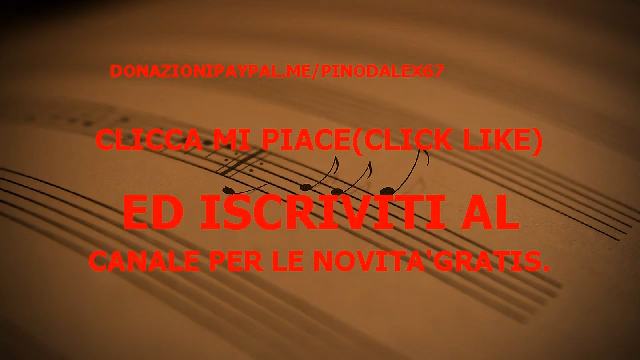 DONAZIONIPAYPAL.ME/PINODALEX67
CLICCA MI PIACE(CLICK LIKE)
ED ISCRIVITI AL
CANALE PER LE NOVITA'GRATIS.